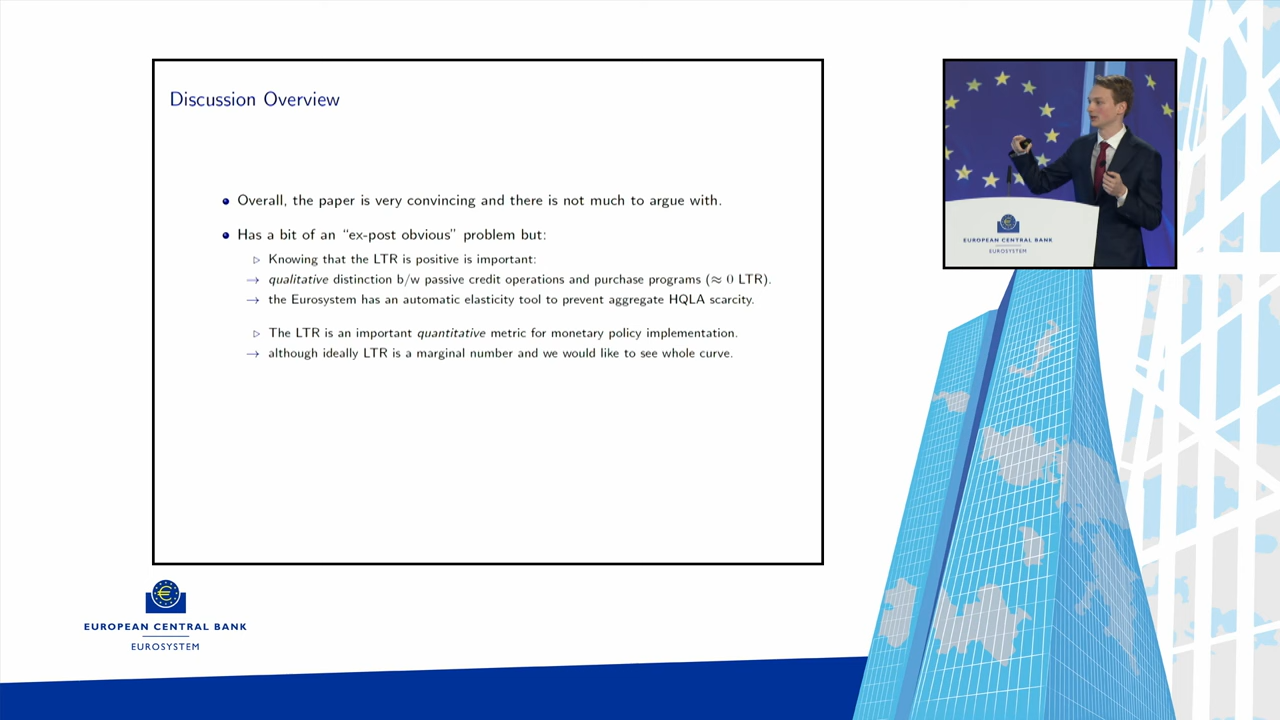 Discussion Overview
Overall, the paper is very convincing and there is not much to argue with.
Has a bit of an “ex-post obvious” problem but:
Knowing that the LTR is positive is important:
→ qualitative distinction b/w passive credit operations and purchase programs (≈ 0 LTR).
→ the Eurosystem has an automatic elasticity tool to prevent aggregate HQLA scarcity.
The LTR is an important quantitative metric for monetary policy implementation.
→ although ideally LTR is a marginal number and we would like to see whole curve.
EUROPEAN CENTRAL BANK
EUROSYSTEM
EUROPEAN CENTRAL BANK
EUROSYSTEM